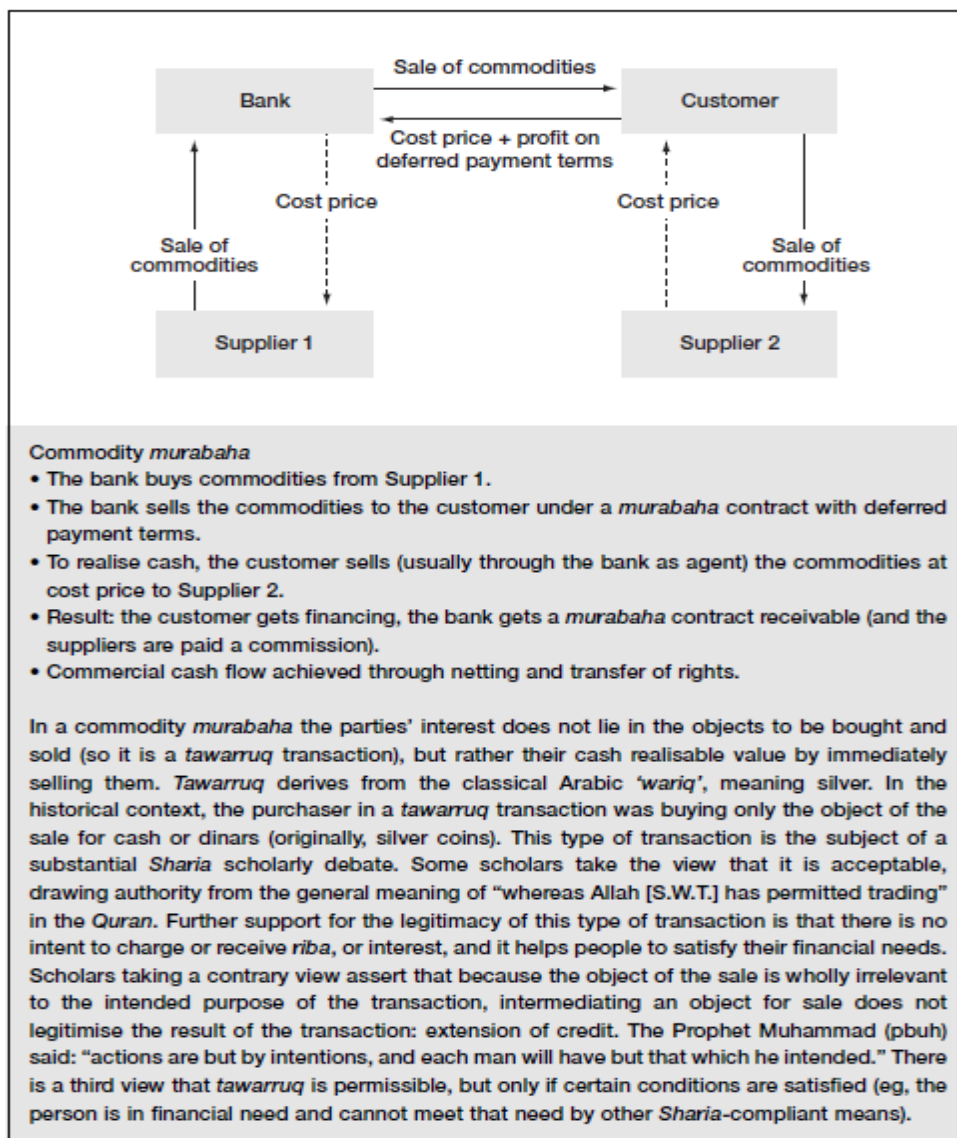 Sale of commodities
Bank
Customer
Cost price + profit on
deferred payment terms
Cost price
Cost price
Sale of
commodities
Sale of
commodities
Supplier 1
Supplier 2
Commodity murabaha
• The bank buys commodities from Supplier 1.
• The bank sells the commodities to the customer under a murabaha contract with deferred
payment terms.
• To realise cash, the customer sells (usually through the bank as agent) the commodities at
cost price to Supplier 2.
• Result: the customer gets financing, the bank gets a murabaha contract receivable (and the
suppliers are paid a commission).
• Commercial cash flow achieved through netting and transfer of rights.
In a commodity murabaha the parties' interest does not lie in the objects to be bought and
sold (so it is a tawarruq transaction), but rather their cash realisable value by immediately
selling them. Tawarruq derives from the classical Arabic 'wariq', meaning silver. In the
historical context, the purchaser in a tawarruq transaction was buying only the object of the
sale for cash or dinars (originally, silver coins). This type of transaction is the subject of a
substantial Sharia scholarly debate. Some scholars take the view that it is acceptable,
drawing authority from the general meaning of “whereas Allah [S.W.T.] has permitted trading”
in the Quran. Further support for the legitimacy of this type of transaction is that there is no
intent to charge or receive riba, or interest, and it helps people to satisfy their financial needs.
Scholars taking a contrary view assert that because the object of the sale is wholly irrelevant
to the intended purpose of the transaction, intermediating an object for sale does not
legitimise the result of the transaction: extension of credit. The Prophet Muhammad (pbuh)
said: “actions are but by intentions, and each man will have but that which he intended.” There
is a third view that tawarruq is permissible, but only if certain conditions are satisfied (eg, the
person is in financial need and cannot meet that need by other Sharia-compliant means).